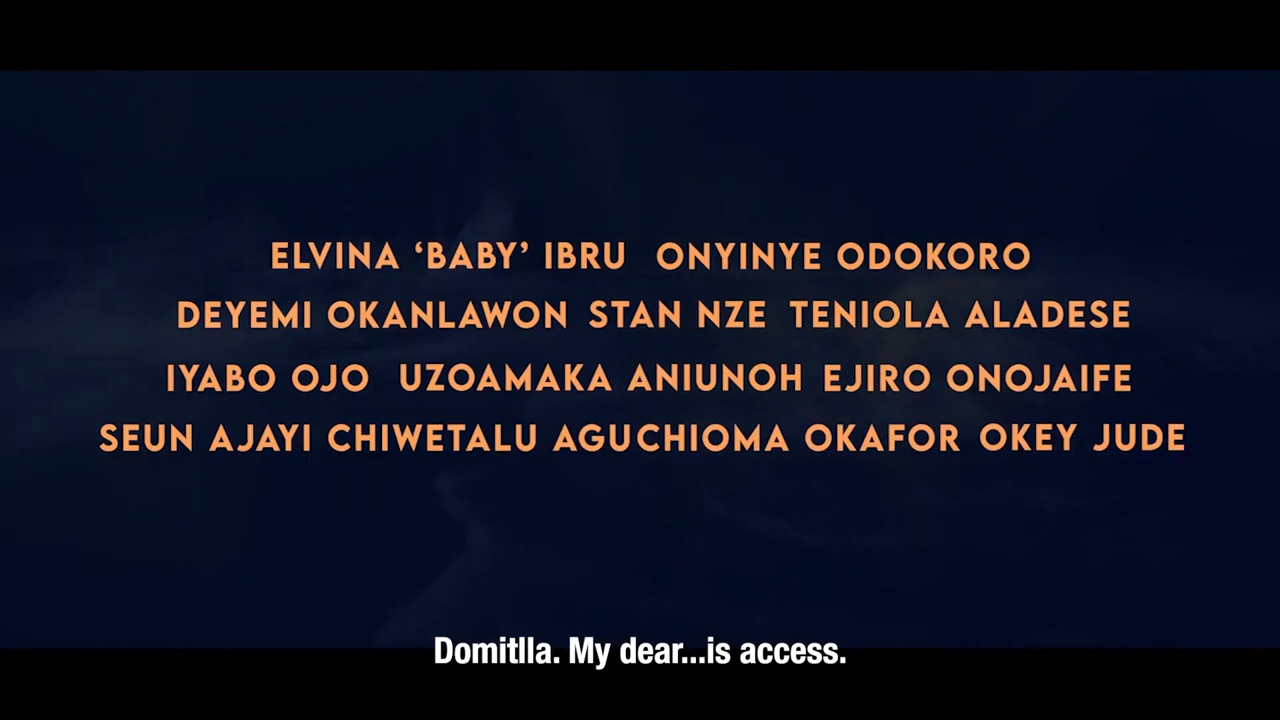 ELVINA ‘BABY’ IBRU ONYINYE ODOKORO
DEYEMI OKANLAWON STAN NZE TENIOLA ALADESE
IYABO OJO UZOAMAKA ANIUNOH EJIRO ONOJAIFE
SEUN AJAYI CHIWETALU AGUCHIOMA OKAFOR OKEY JUDE
Domitlla. My dear...is access.